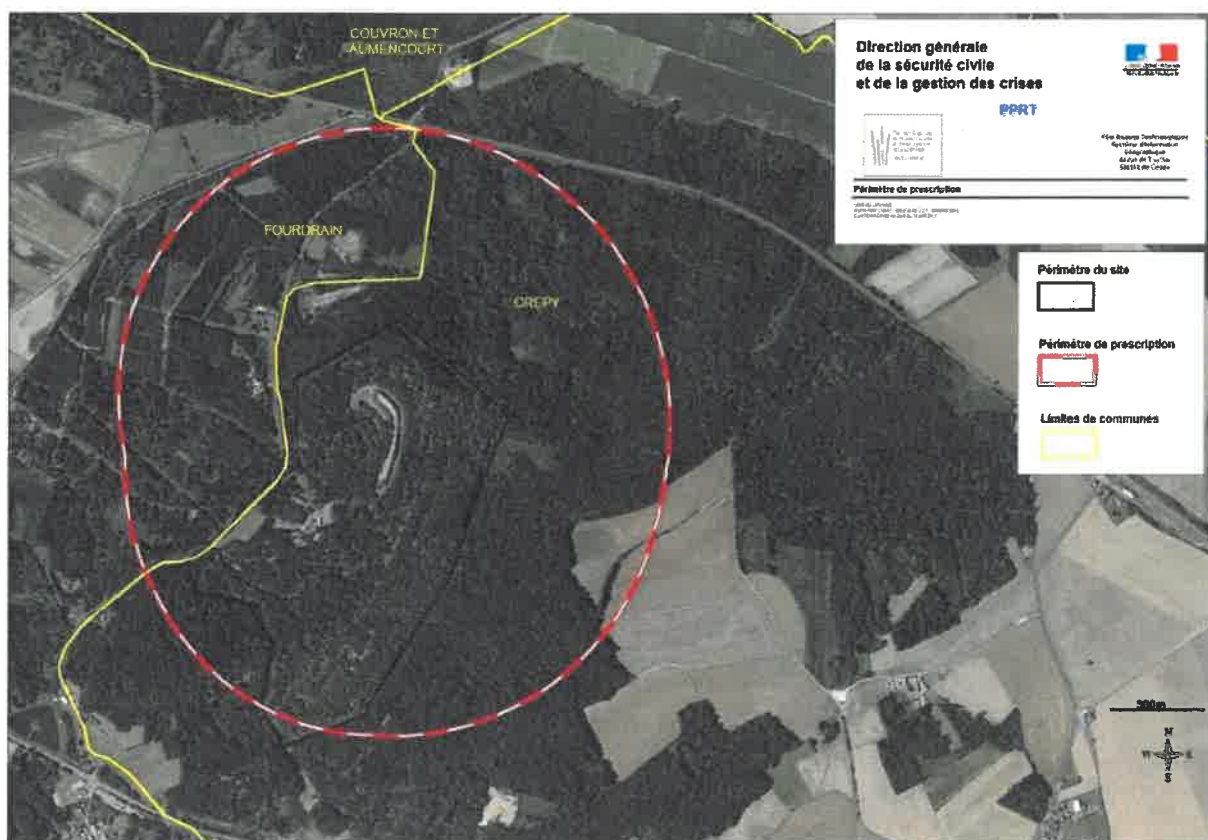 COUVRON ET
AUMENCOURT
FOURDRAIN
CREPY
Direction générale
de la sécurité civile
et de la gestion des crises
PPRT
Périmètre de prescription
Périmètre du site
Périmètre de prescription
Limites de communes
300m
N
W E
S